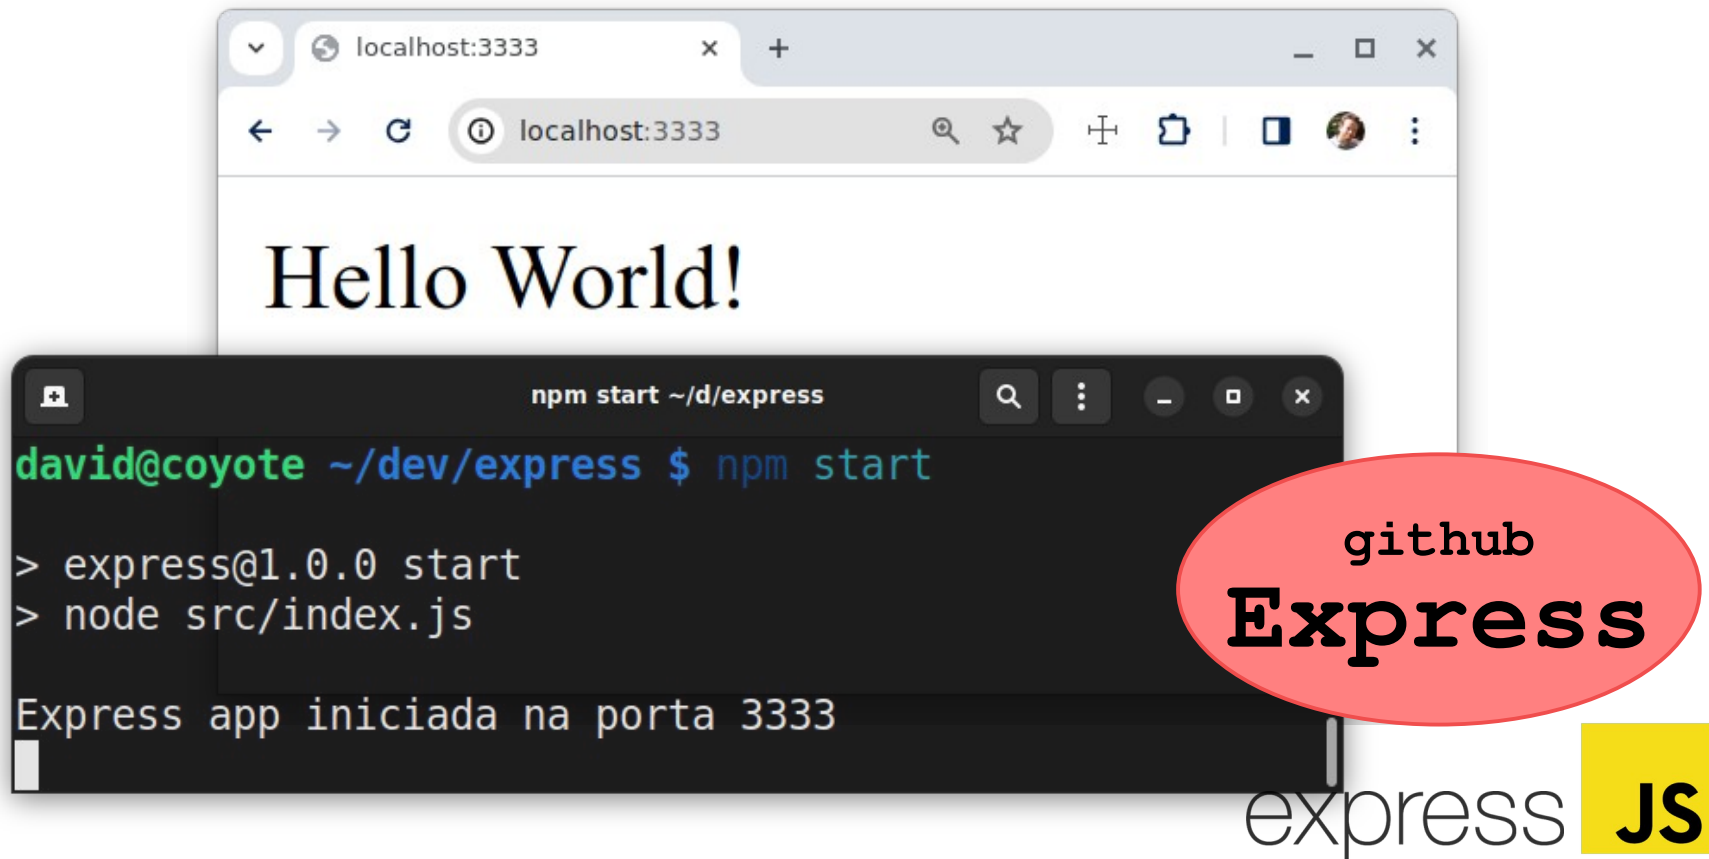 localhost:3333
localhost:3333
Hello World!
npm start ~/d/express
david@coyote ~/dev/express $ npm start
> express@1.0.0 start
> node src/index.js
Express app iniciada na porta 3333
github
Express
express JS